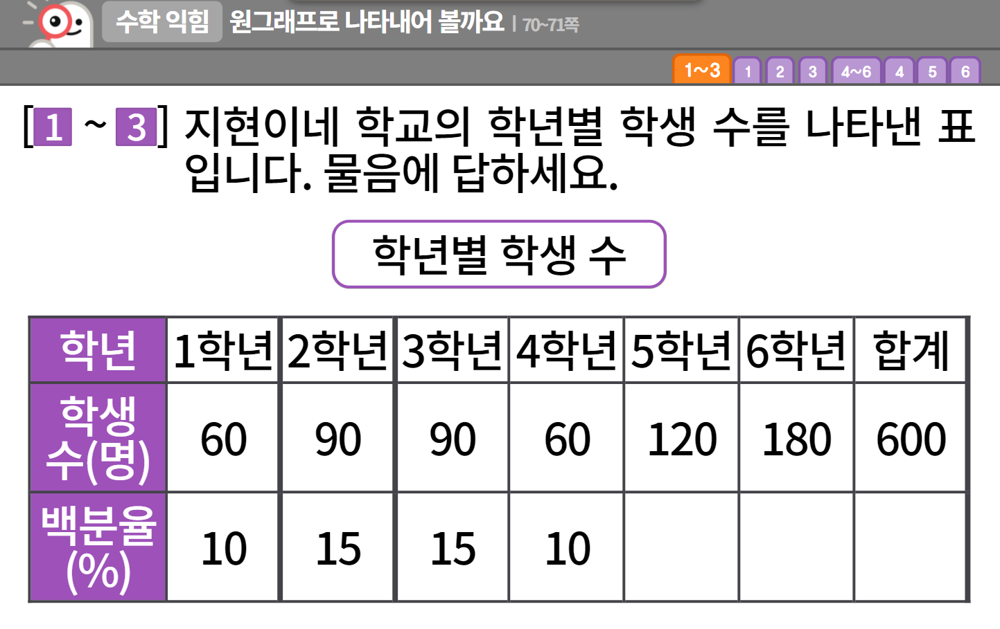 수학 익힘 원그래프로 나타내어 볼까요 | 70~71쪽
1~3 1 2 3 4~6 4 5 6
[1 ~ 3] 지현이네 학교의 학년별 학생 수를 나타낸 표
입니다. 물음에 답하세요.
학년별 학생 수
학년 1학년 2학년 3학년 4학년 5학년 6학년 합계
학생
수(명) 60 90 90 60 120 180 600
백분율
(%) 10 15 15 10